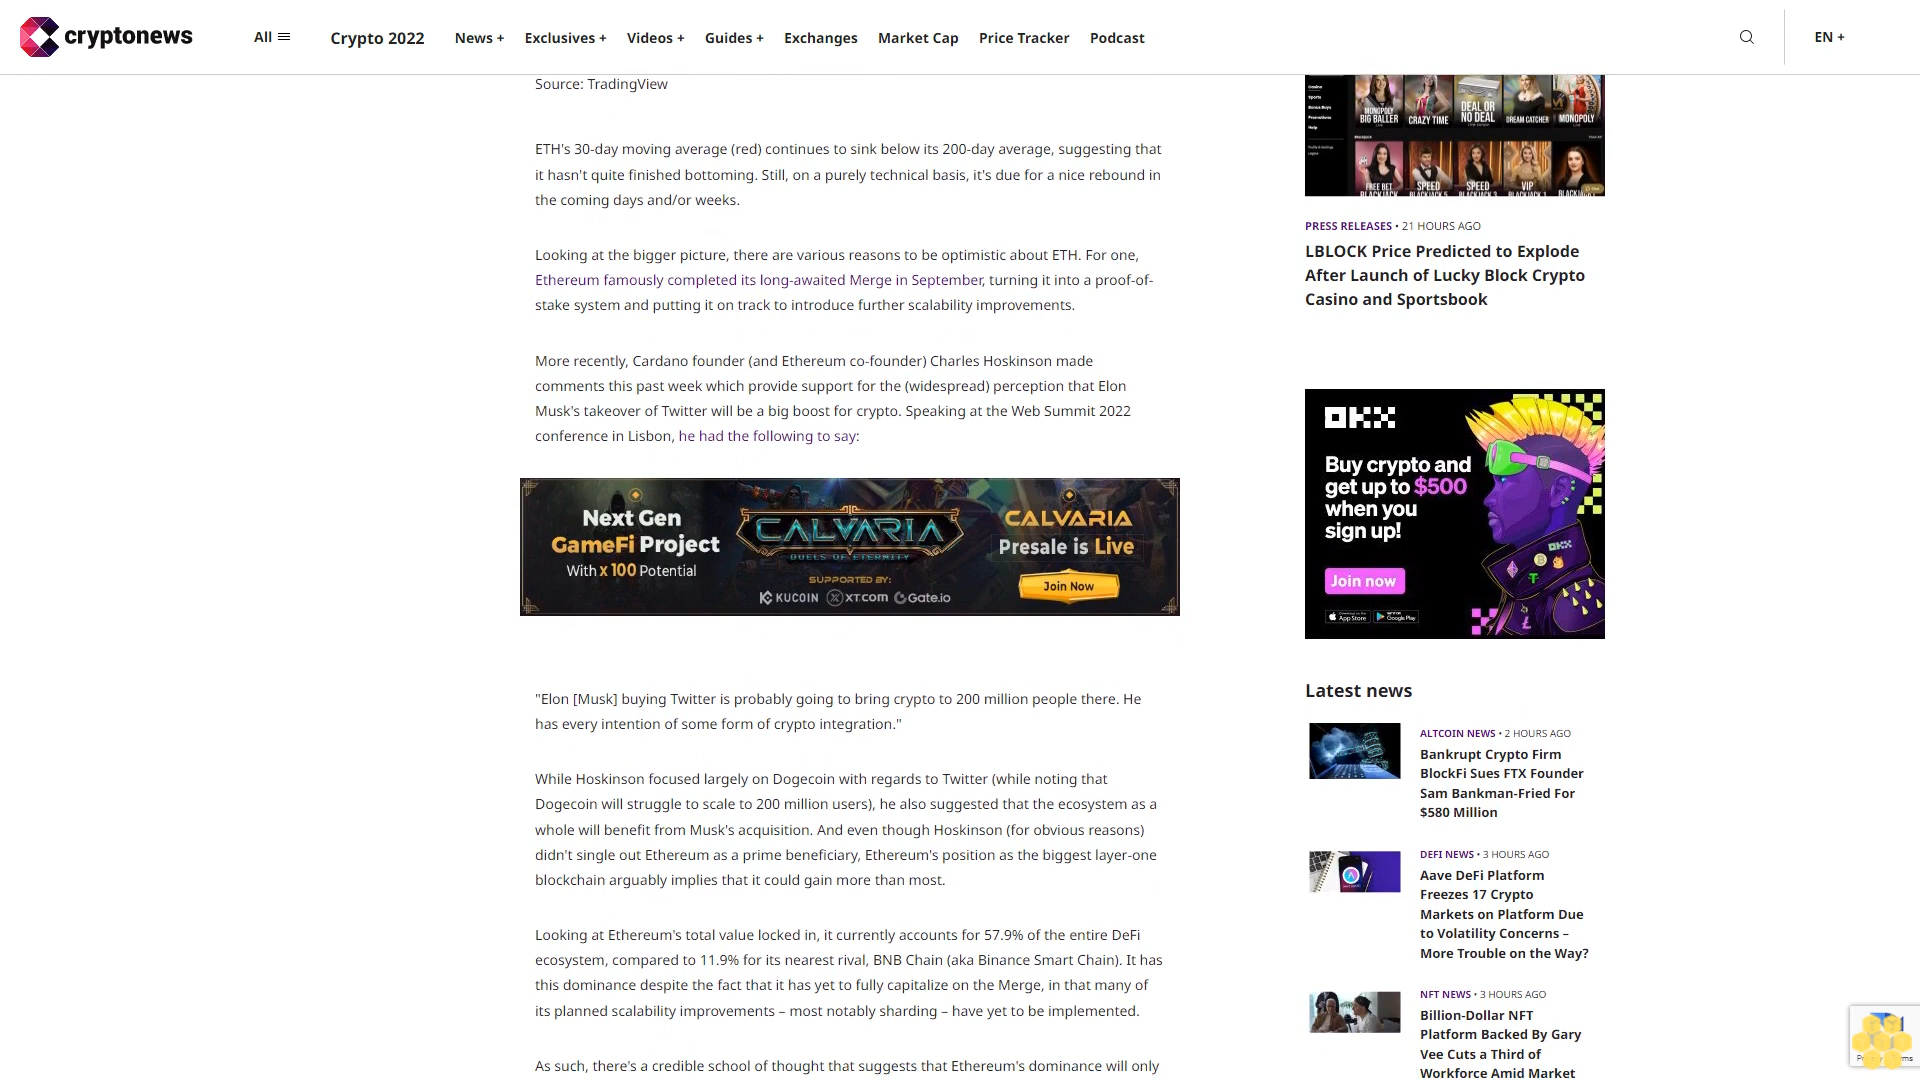 cryptonews
All
Crypto 2022
News +
Exclusives +
Videos +
Guides +
Exchanges
Market Cap
Price Tracker
Podcast
EN +
Source: TradingView
ETH's 30-day moving average (red) continues to sink below its 200-day average, suggesting that
it hasn't quite finished bottoming. Still, on a purely technical basis, it's due for a nice rebound in
the coming days and/or weeks.
Looking at the bigger picture, there are various reasons to be optimistic about ETH. For one,
Ethereum famously completed its long-awaited Merge in September, turning it into a proof-of-
stake system and putting it on track to introduce further scalability improvements.
More recently, Cardano founder (and Ethereum co-founder) Charles Hoskinson made
comments this past week which provide support for the (widespread) perception that Elon
Musk's takeover of Twitter will be a big boost for crypto. Speaking at the Web Summit 2022
conference in Lisbon, he had the following to say:
Next Gen
GameFi Project
With x 100 Potential
CALVARIA
DUELS OF ETERNITY
SUPPORTED BY:
KUCOIN XT.COM Gate.io
CALVARIA
Presale is Live
Join Now
"Elon [Musk] buying Twitter is probably going to bring crypto to 200 million people there. He
has every intention of some form of crypto integration."
While Hoskinson focused largely on Dogecoin with regards to Twitter (while noting that
Dogecoin will struggle to scale to 200 million users), he also suggested that the ecosystem as a
whole will benefit from Musk's acquisition. And even though Hoskinson (for obvious reasons)
didn't single out Ethereum as a prime beneficiary, Ethereum's position as the biggest layer-one
blockchain arguably implies that it could gain more than most.
Looking at Ethereum's total value locked in, it currently accounts for 57.9% of the entire DeFi
ecosystem, compared to 11.9% for its nearest rival, BNB Chain (aka Binance Smart Chain). It has
this dominance despite the fact that it has yet to fully capitalize on the Merge, in that many of
its planned scalability improvements – most notably sharding – have yet to be implemented.
As such, there's a credible school of thought that suggests that Ethereum's dominance will only
Casino
Sports
Bonus Buys
Promotions
Help
MONOPOLY
BIG BALLER
CRAZY TIME
DEAL OR
NO DEAL
DREAM CATCHER
MONOPOLY
FREE BET
BLACKJACK
SPEED
SPEED
VIP
PRESS RELEASES • 21 HOURS AGO
LBLOCK Price Predicted to Explode
After Launch of Lucky Block Crypto
Casino and Sportsbook
OKX
Buy crypto and
get up to $500
when you
sign up!
Join now
App Store
Google Play
OKX
Latest news
ALTCOIN NEWS • 2 HOURS AGO
Bankrupt Crypto Firm
BlockFi Sues FTX Founder
Sam Bankman-Fried For
$580 Million
DEFI NEWS • 3 HOURS AGO
Aave DeFi Platform
Freezes 17 Crypto
Markets on Platform Due
to Volatility Concerns –
More Trouble on the Way?
NFT NEWS • 3 HOURS AGO
Billion-Dollar NFT
Platform Backed By Gary
Vee Cuts a Third of
Workforce Amid Market